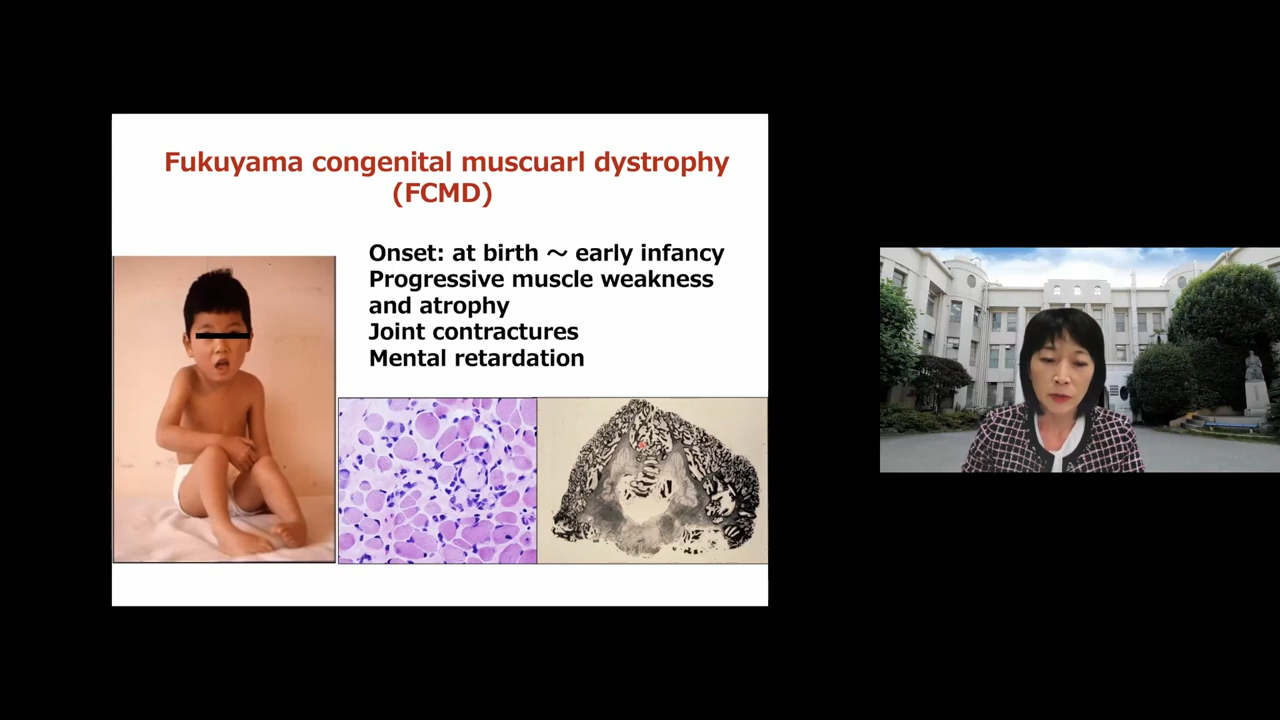 Fukuyama congenital muscuarl dystrophy
(FCMD)
Onset: at birth ～ early infancy
Progressive muscle weakness
and atrophy
Joint contractures
Mental retardation